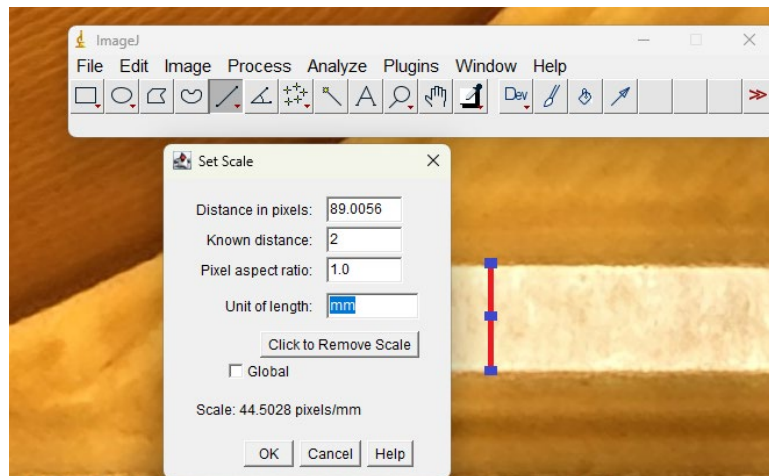 ImageJ
File Edit Image Process Analyze Plugins Window Help
A Dev
Set Scale
Distance in pixels: 89.0056
Known distance: 2
Pixel aspect ratio: 1.0
Unit of length: mm
Click to Remove Scale
Global
Scale: 44.5028 pixels/mm
OK Cancel Help